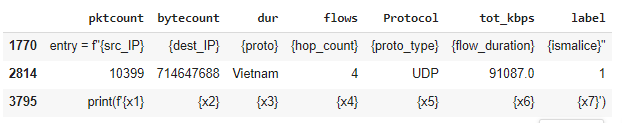 pktcount bytecount dur flows Protocol tot_kbps label
1770 entry = f"{src_IP} {dest_IP} {proto} {hop_count} {proto_type} {flow_duration} {ismalice}"
2814 10399 714647688 Vietnam 4 UDP 91087.0 1
3795 print(f'{x1} {x2} {x3} {x4} {x5} {x6} {x7}')